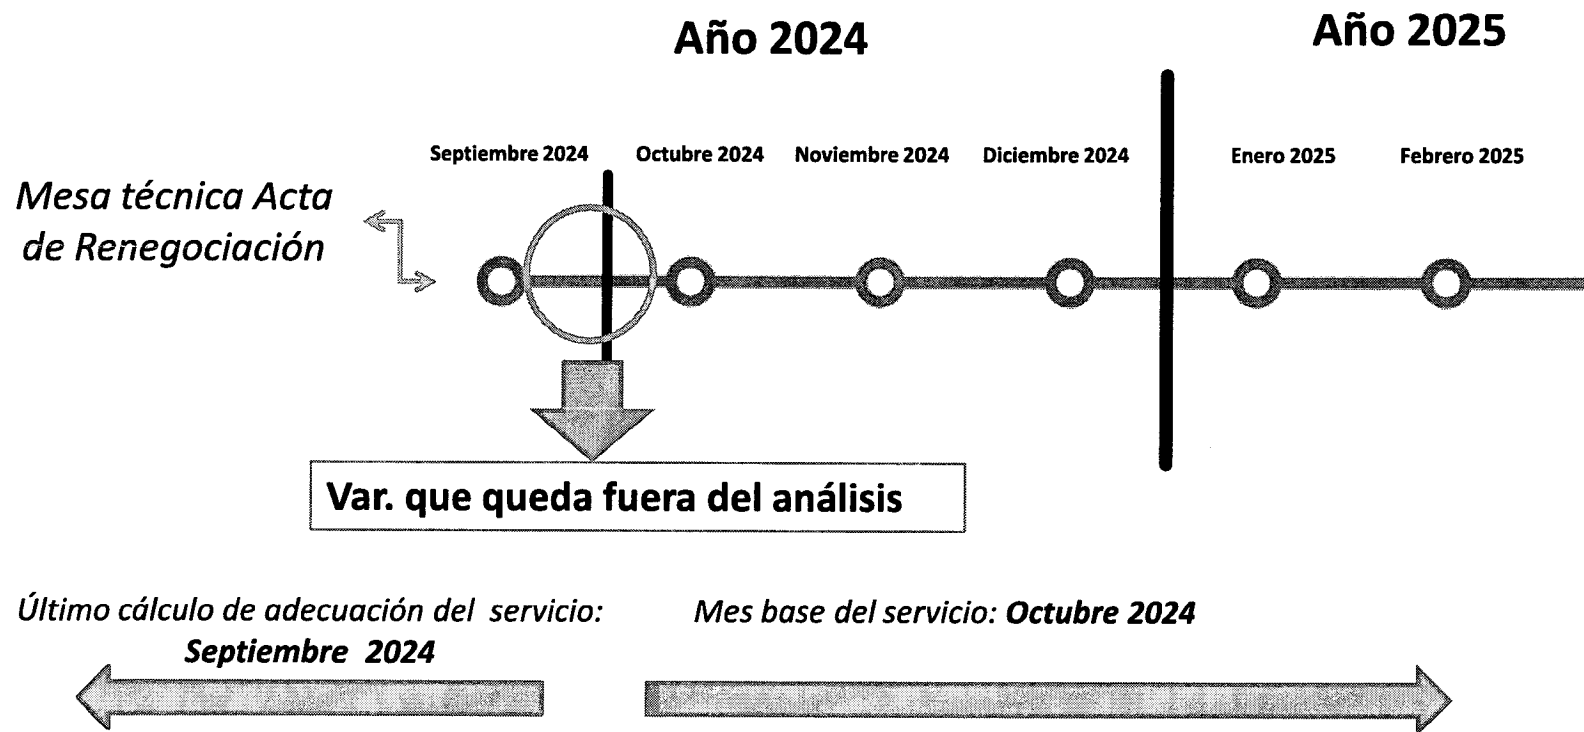 Año 2024
Año 2025
Septiembre 2024
Octubre 2024
Noviembre 2024
Diciembre 2024
Enero 2025
Febrero 2025
Mesa técnica Acta
de Renegociación
Var. que queda fuera del análisis
Último cálculo de adecuación del servicio:
Septiembre 2024
Mes base del servicio: Octubre 2024